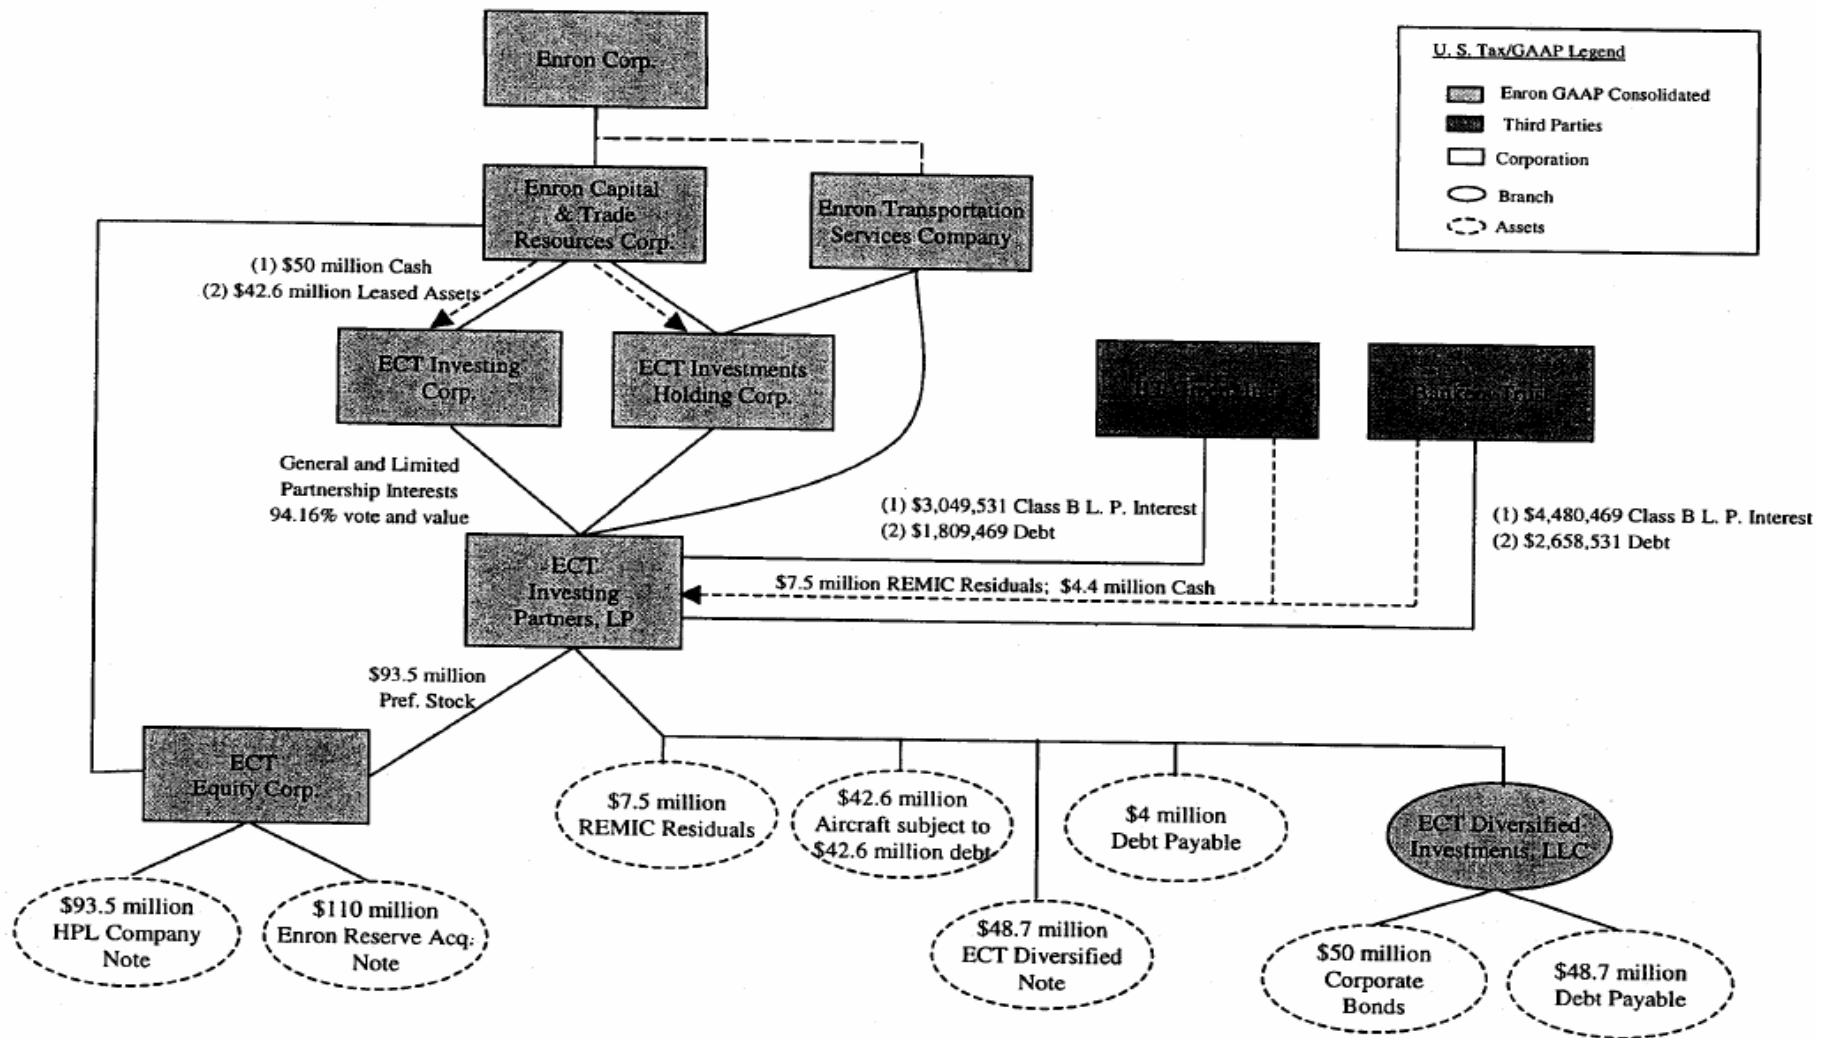 Enron Corp.
U. S. Tax/GAAP Legend
Enron GAAP Consolidated
Third Parties
Corporation
Branch
Assets
Enron Capital
& Trade
Resources Corp.
Enron Transportation
Services Company
(1) $50 million Cash
(2) $42.6 million Leased Assets
ECT Investing
Corp.
ECT Investments
Holding Corp.
Bankers Trust
General and Limited
Partnership Interests
94.16% vote and value
(1) $3,049,531 Class B L. P. Interest
(2) $1,809,469 Debt
(1) $4,480,469 Class B L. P. Interest
(2) $2,658,531 Debt
ECT
Investing
Partners, LP
$7.5 million REMIC Residuals; $4.4 million Cash
$93.5 million
Pref. Stock
ECT
Equity Corp.
$7.5 million
REMIC Residuals
$42.6 million
Aircraft subject to
$42.6 million debt
$4 million
Debt Payable
ECT Diversified
Investments, LLC
$93.5 million
HPL Company
Note
$110 million
Enron Reserve Acq.
Note
$48.7 million
ECT Diversified
Note
$50 million
Corporate
Bonds
$48.7 million
Debt Payable